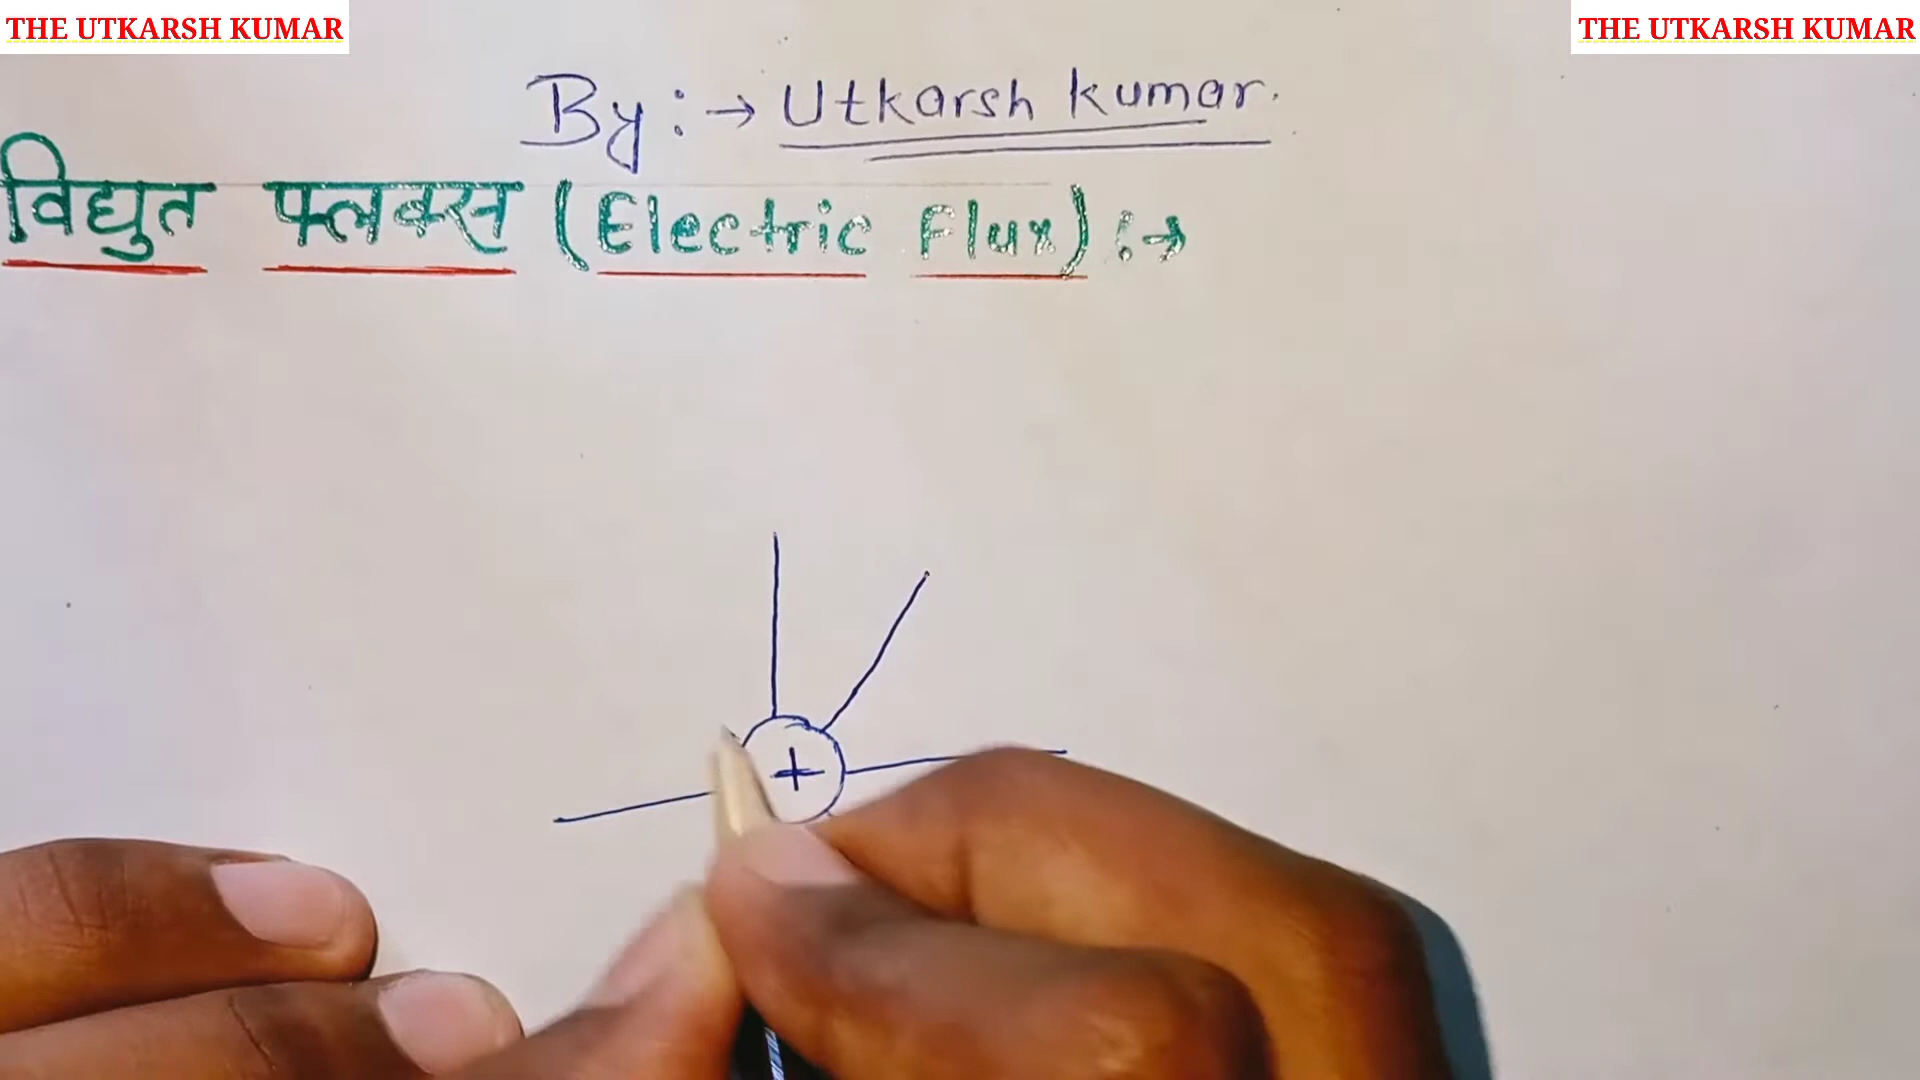 THE UTKARSH KUMAR THE UTKARSH KUMAR
By:→ Utkarsh kumar.
विद्युत फ्लक्स (Electric Flux) :→
+